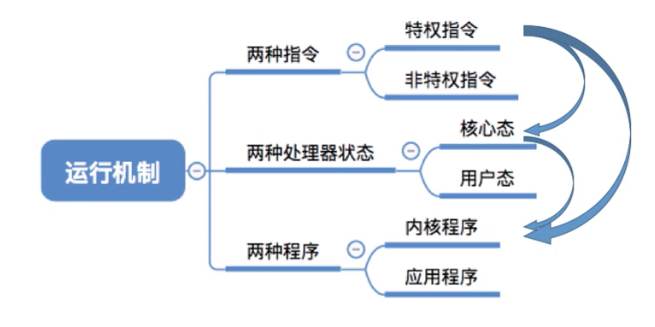 特权指令
两种指令
非特权指令
核心态
两种处理器状态
运行机制
用户态
内核程序
两种程序
应用程序